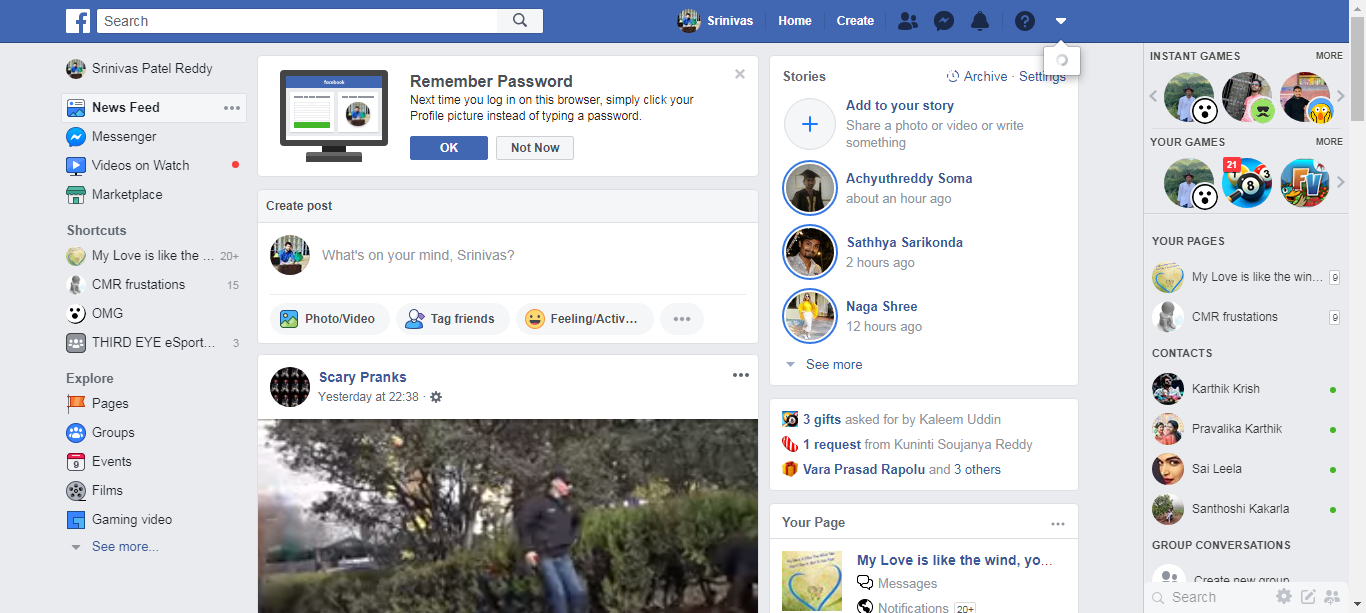 Search
Srinivas
Home
Create
Srinivas Patel Reddy
News Feed
Messenger
Videos on Watch
Marketplace
Shortcuts
My Love is like the ... 20+
CMR frustations 15
OMG
THIRD EYE eSport... 3
Explore
Pages
Groups
9
Events
Films
Gaming video
See more...
facebook
Remember Password
Next time you log in on this browser, simply click your
Profile picture instead of typing a password.
OK
Not Now
Create post
What's on your mind, Srinivas?
Photo/Video
Tag friends
Feeling/Activ...
Scary Pranks
Yesterday at 22:38 ·
Stories
Archive · Settings
Add to your story
Share a photo or video or write
something
Achyuthreddy Soma
about an hour ago
Sathhya Sarikonda
2 hours ago
Naga Shree
12 hours ago
See more
3 gifts asked for by Kaleem Uddin
1 request from Kuninti Soujanya Reddy
Vara Prasad Rapolu and 3 others
Your Page
My Love is like the wind, yo...
Messages
Notifications 20+
INSTANT GAMES MORE
YOUR GAMES MORE
21
8
3
FV
YOUR PAGES
My Love is like the win... 9
CMR frustations 9
CONTACTS
Karthik Krish
Pravalika Karthik
Sai Leela
Santhoshi Kakarla
GROUP CONVERSATIONS
Create new group
Search